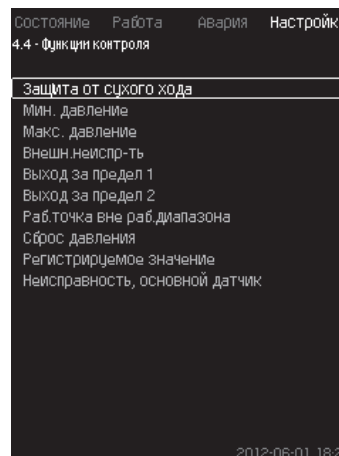 Состояние Работа Авария Настройк
4.4 - Функции контроля
Защита от сухого хода
Мин. давление
Макс. давление
Внешн.неиспр-ть
Выход за предел 1
Выход за предел 2
Раб.точка вне раб.диапазона
Сброс давления
Регистрируемое значение
Неисправность, основной датчик
2012-06-01 18:2